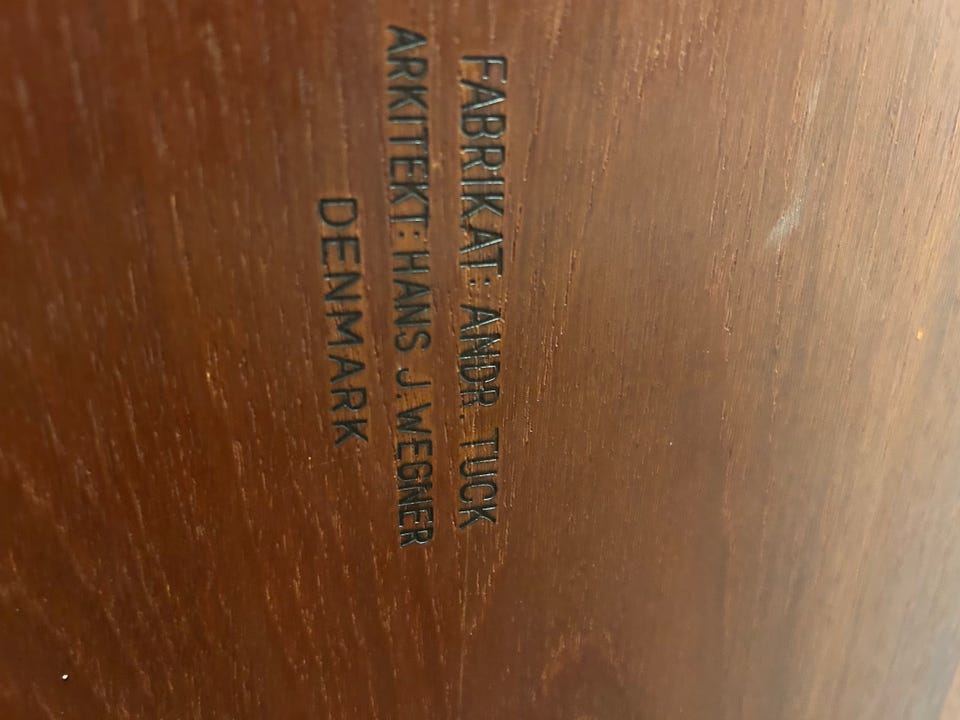 FABRIKAT: ANDR. TUCK
ARKITEKT: HANS J. WEGNER
DENMARK